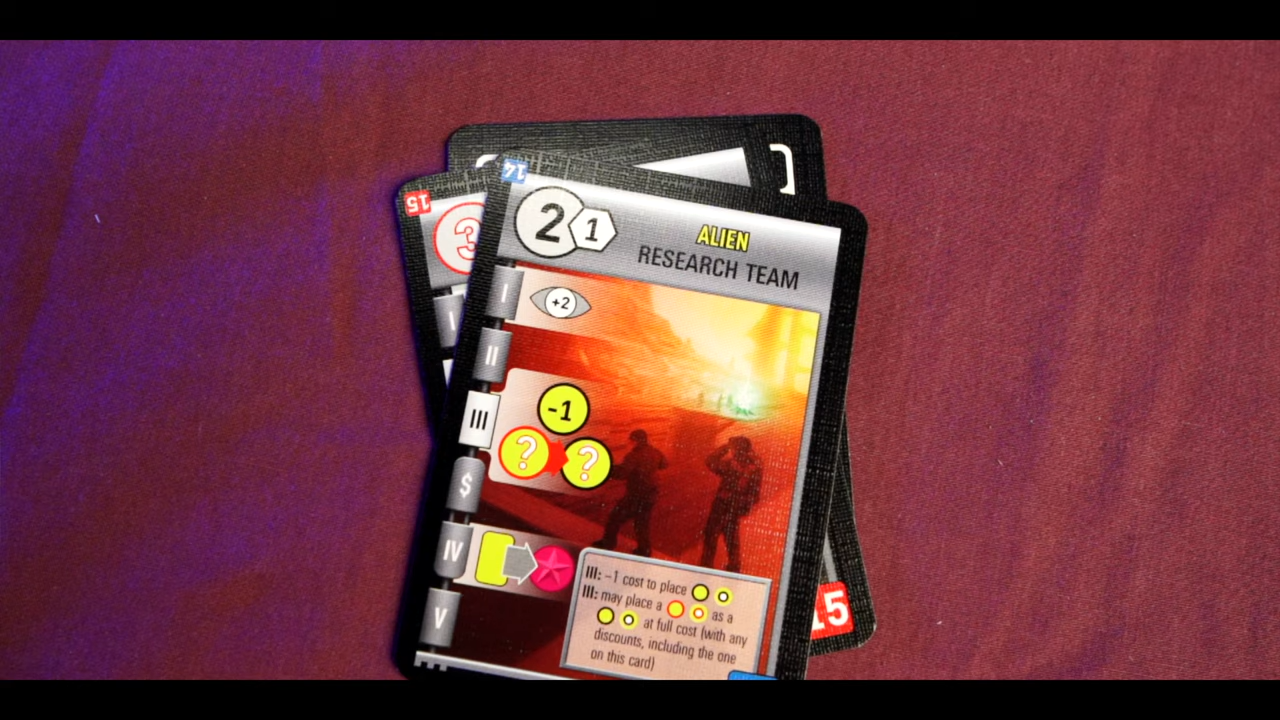 14
2 1
ALIEN
RESEARCH TEAM
15
3
I
I
+2
II
III
-1
? ?
$
IV
V
III: -1 cost to place
III: may place a as a
at full cost (with any
discounts, including the one
on this card)
15